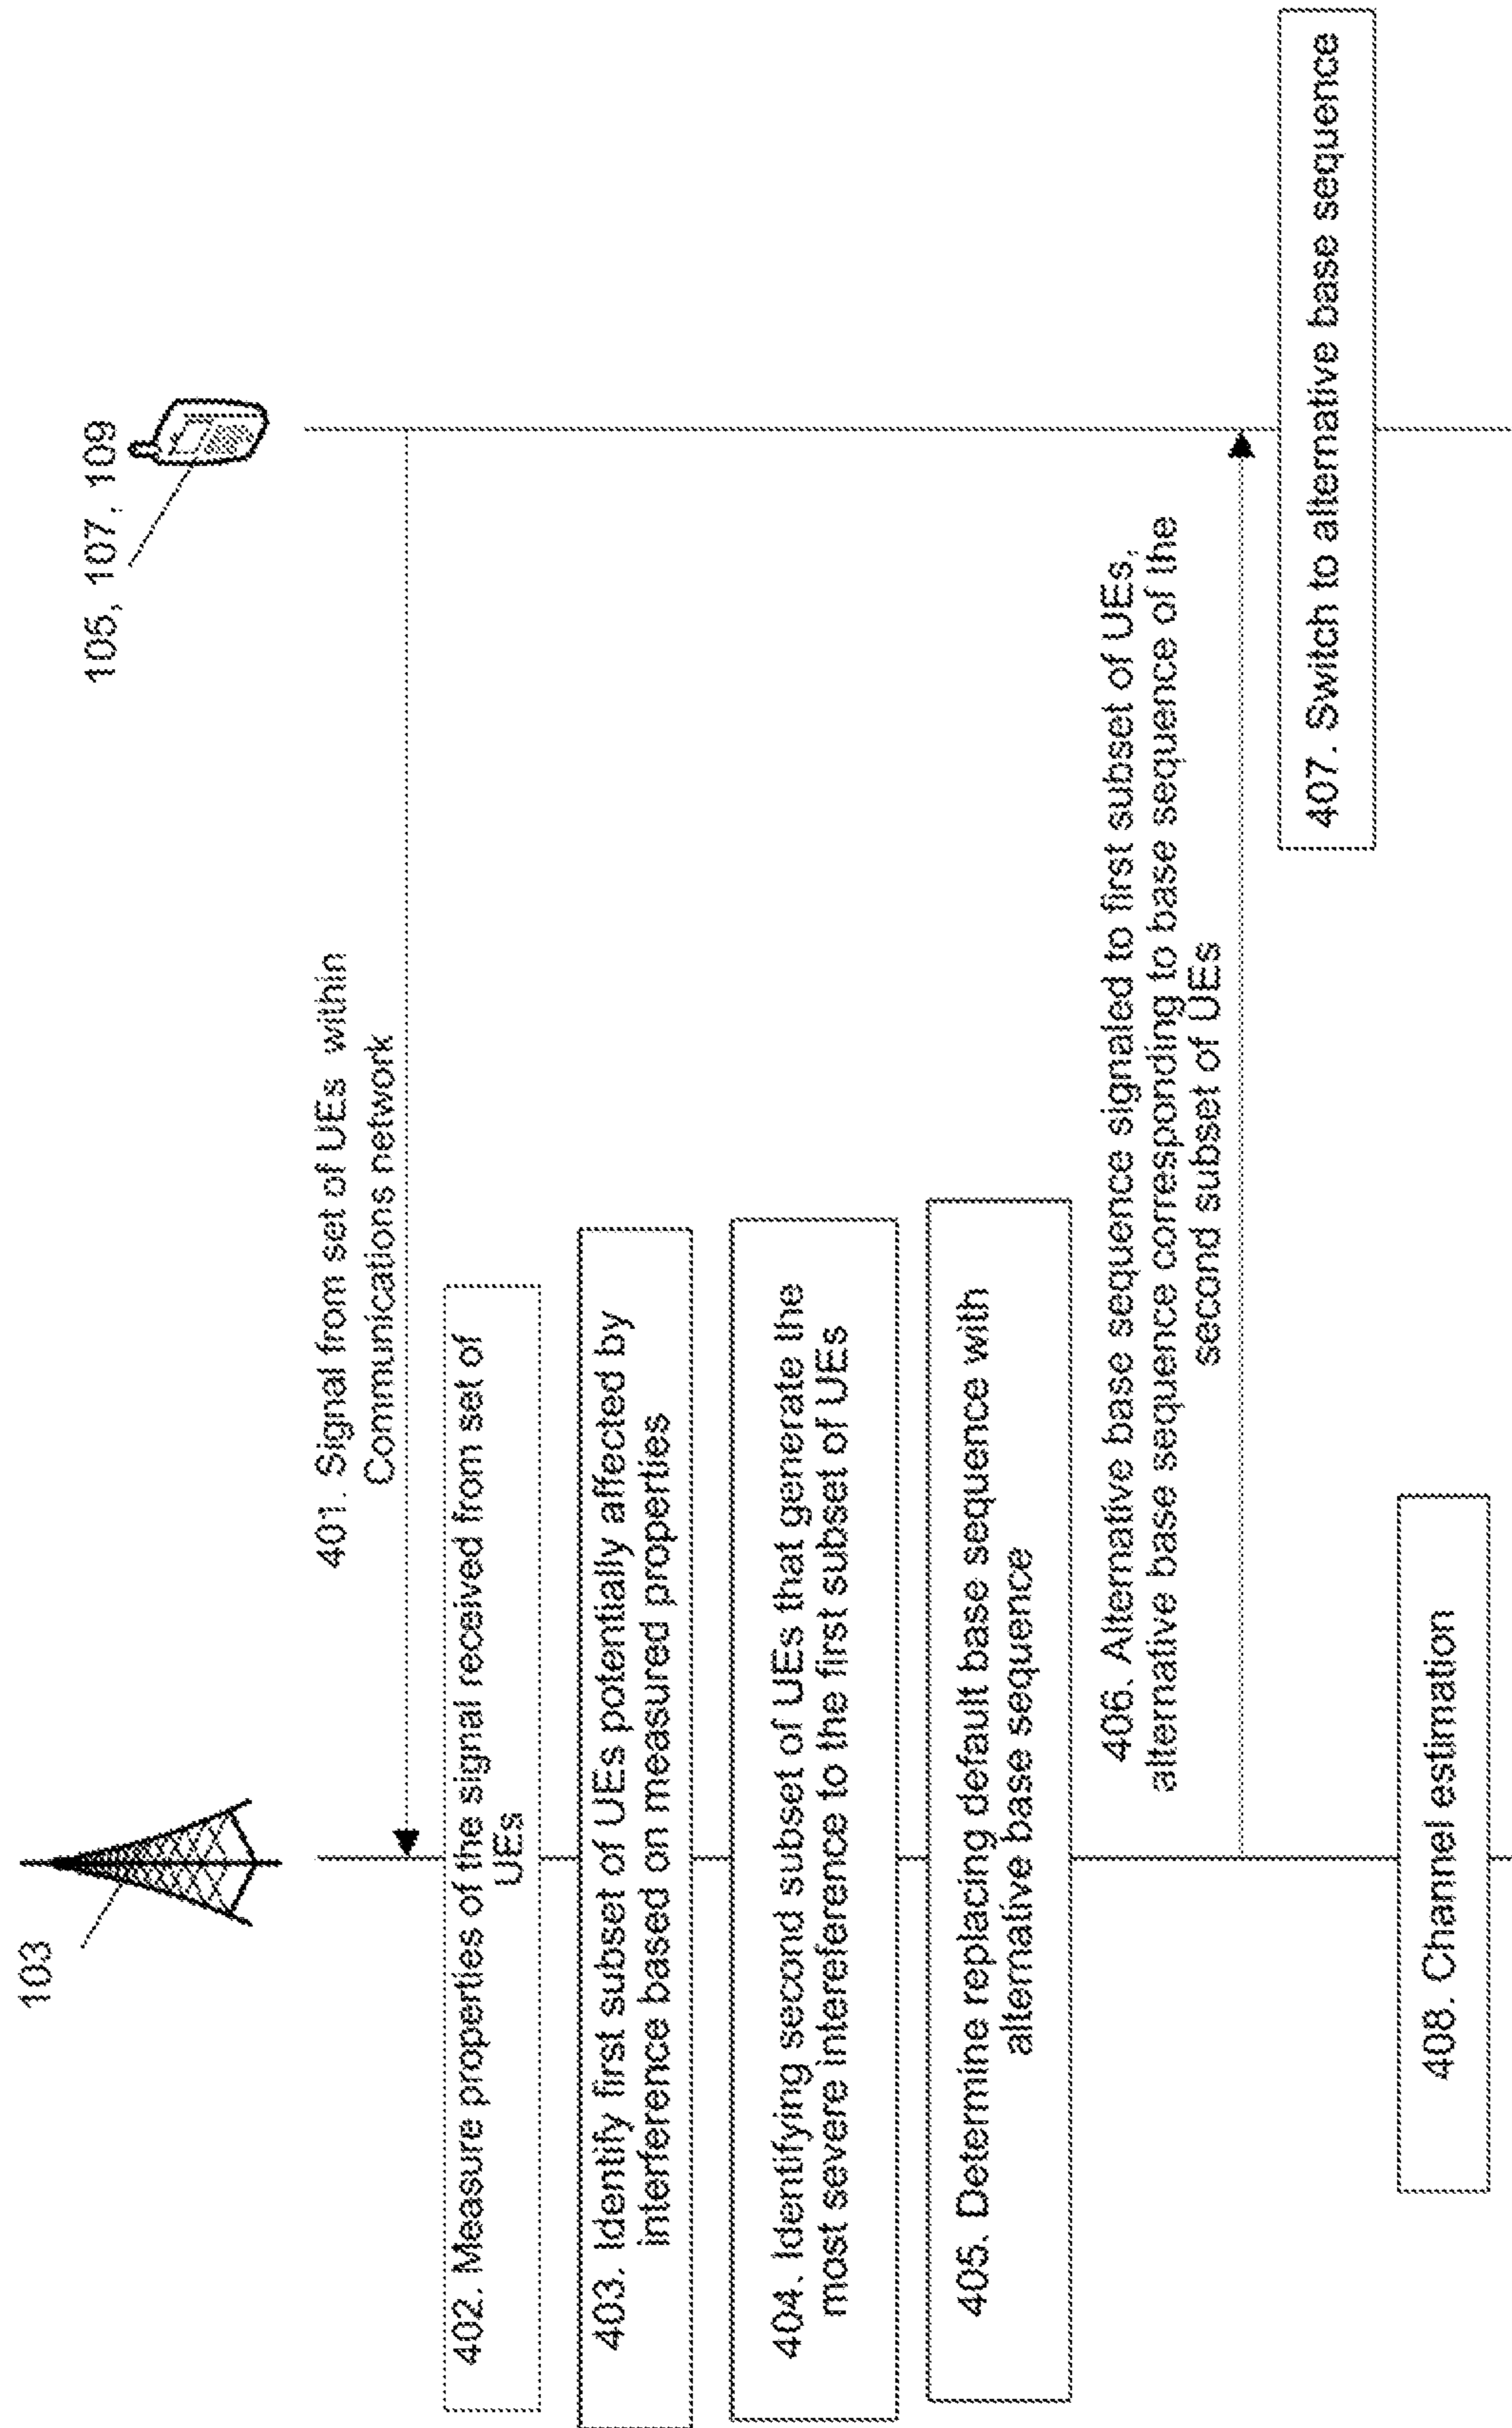 103
105, 107, 109
401. Signal from set of UEs within
Communications network
402. Measure properties of the signal received from set of
UEs
403. Identify first subset of UEs potentially affected by
interference based on measured properties
404. Identifying second subset of UEs that generate the
most severe intereference to the first subset of UEs
405. Determine replacing default base sequence with
alternative base sequence
406. Alternative base sequence signaled to first subset of UEs,
alternative base sequence corresponding to base sequence of the
second subset of UEs
407. Switch to alternative base sequence
408. Channel estimation